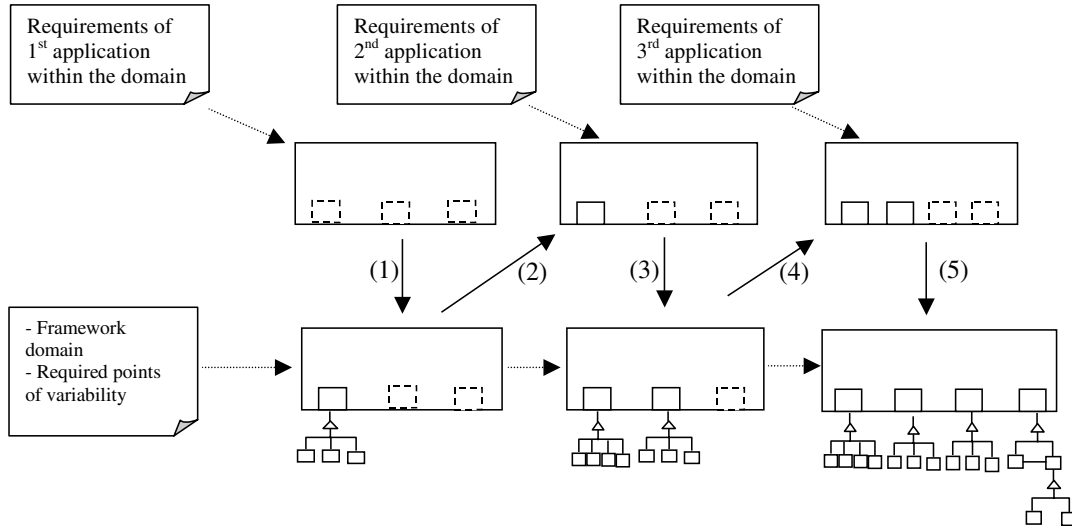 Requirements of
1st application
within the domain
Requirements of
2nd application
within the domain
Requirements of
3rd application
within the domain
(1)
(2)
(3)
(4)
(5)
- Framework
domain
- Required points
of variability